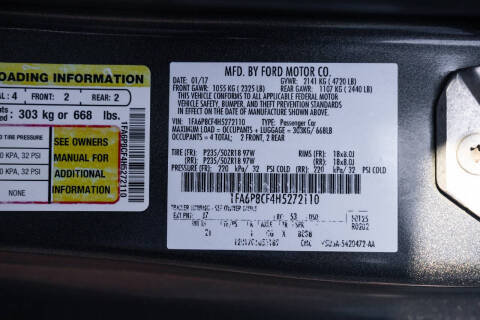 LOADING INFORMATION
AL: 4 FRONT: 2 REAR: 2
303 kg or 668 lbs.
TIRE PRESSURE
KPA, 32 PSI
KPA, 32 PSI
NONE
SEE OWNERS
MANUAL FOR
ADDITIONAL
INFORMATION
1FA6P8CF4H5272110
MFD. BY FORD MOTOR CO.
DATE: 01/17 GVWR: 2141 KG ( 4720 LB)
FRONT GAWR: 1055 KG ( 2325 LB) REAR GAWR: 1107 KG ( 2440 LB)
THIS VEHICLE CONFORMS TO ALL APPLICABLE FEDERAL MOTOR
VEHICLE SAFETY, BUMPER, AND THEFT PREVENTION STANDARDS
IN EFFECT ON THE DATE OF MANUFACTURE SHOWN ABOVE.
VIN: 1FA6P8CF4H5272110 TYPE: Passenger Car
MAXIMUM LOAD = OCCUPANTS + LUGGAGE = 303KG/ 668LB
OCCUPANTS = 4 TOTAL: 2 FRONT, 2 REAR
TIRE (FR): P235/50ZR18 97W RIMS (FR): 18x8.0J
(RR): P235/50ZR18 97W (RR): 18x8.0J
PRESSURE (FR): 220 kPa/ 32 PSI COLD (RR): 220 kPa/ 32 PSI COLD
1FA6P8CF4H5272110
5420472-AA